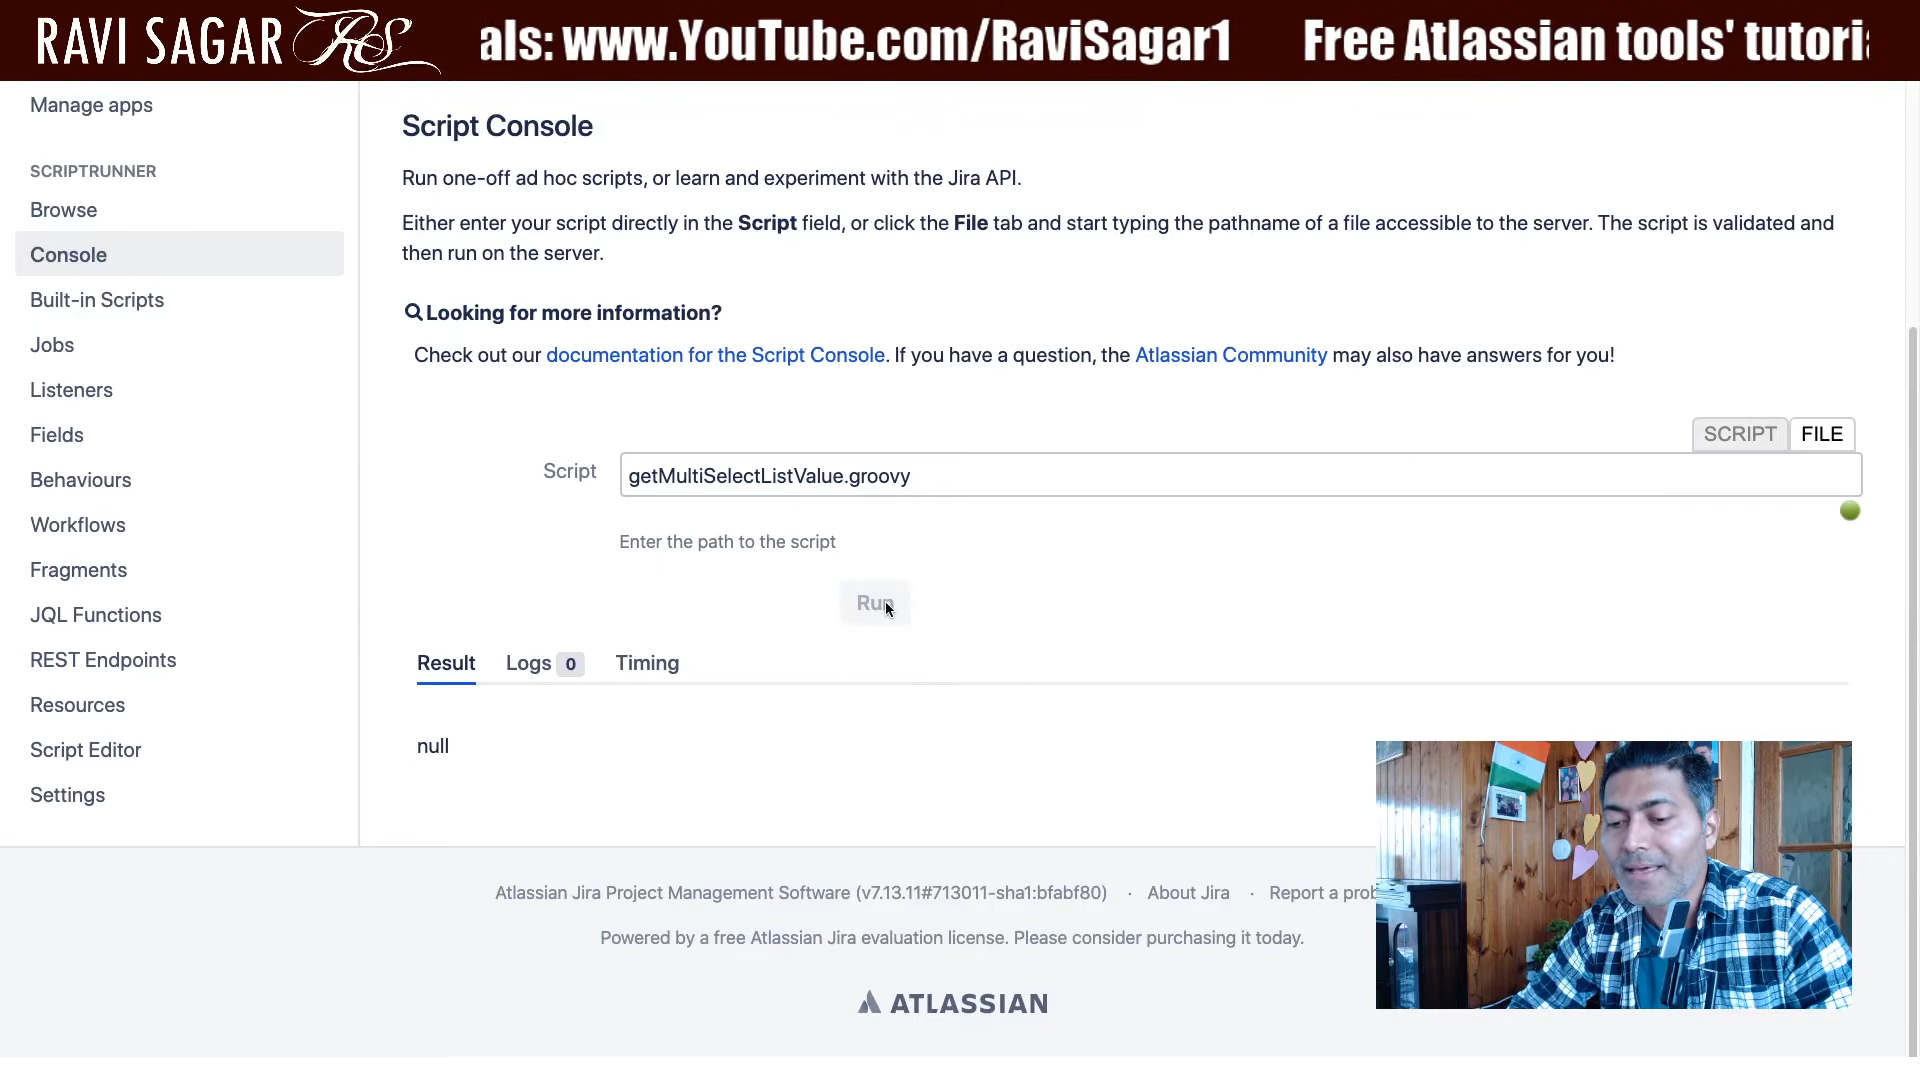 RAVI SAGAR RS
als: www.YouTube.com/RaviSagar1 Free Atlassian tools' tutori
Manage apps
SCRIPTRUNNER
Browse
Console
Built-in Scripts
Jobs
Listeners
Fields
Behaviours
Workflows
Fragments
JQL Functions
REST Endpoints
Resources
Script Editor
Settings
Script Console
Run one-off ad hoc scripts, or learn and experiment with the Jira API.
Either enter your script directly in the Script field, or click the File tab and start typing the pathname of a file accessible to the server. The script is validated and
then run on the server.
Looking for more information?
Check out our documentation for the Script Console. If you have a question, the Atlassian Community may also have answers for you!
SCRIPT FILE
Script getMultiSelectListValue.groovy
Enter the path to the script
Run
Result Logs 0 Timing
null
Atlassian Jira Project Management Software (v7.13.11#713011-sha1:bfabf80) · About Jira · Report a prob
Powered by a free Atlassian Jira evaluation license. Please consider purchasing it today.
ATLASSIAN